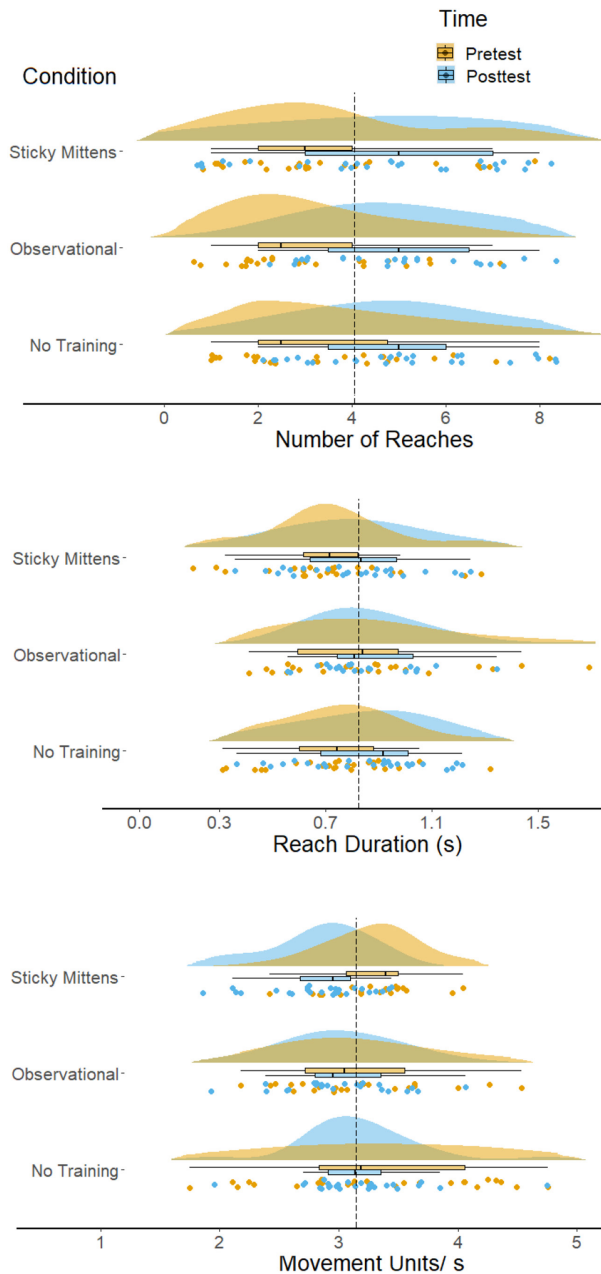 Time
Pretest
Posttest
Condition
Sticky Mittens
Observational
No Training
0 2 4 6 8
Number of Reaches
Sticky Mittens
Observational
No Training
0.0 0.3 0.7 1.1 1.5
Reach Duration (s)
Sticky Mittens
Observational
No Training
1 2 3 4 5
Movement Units/ s